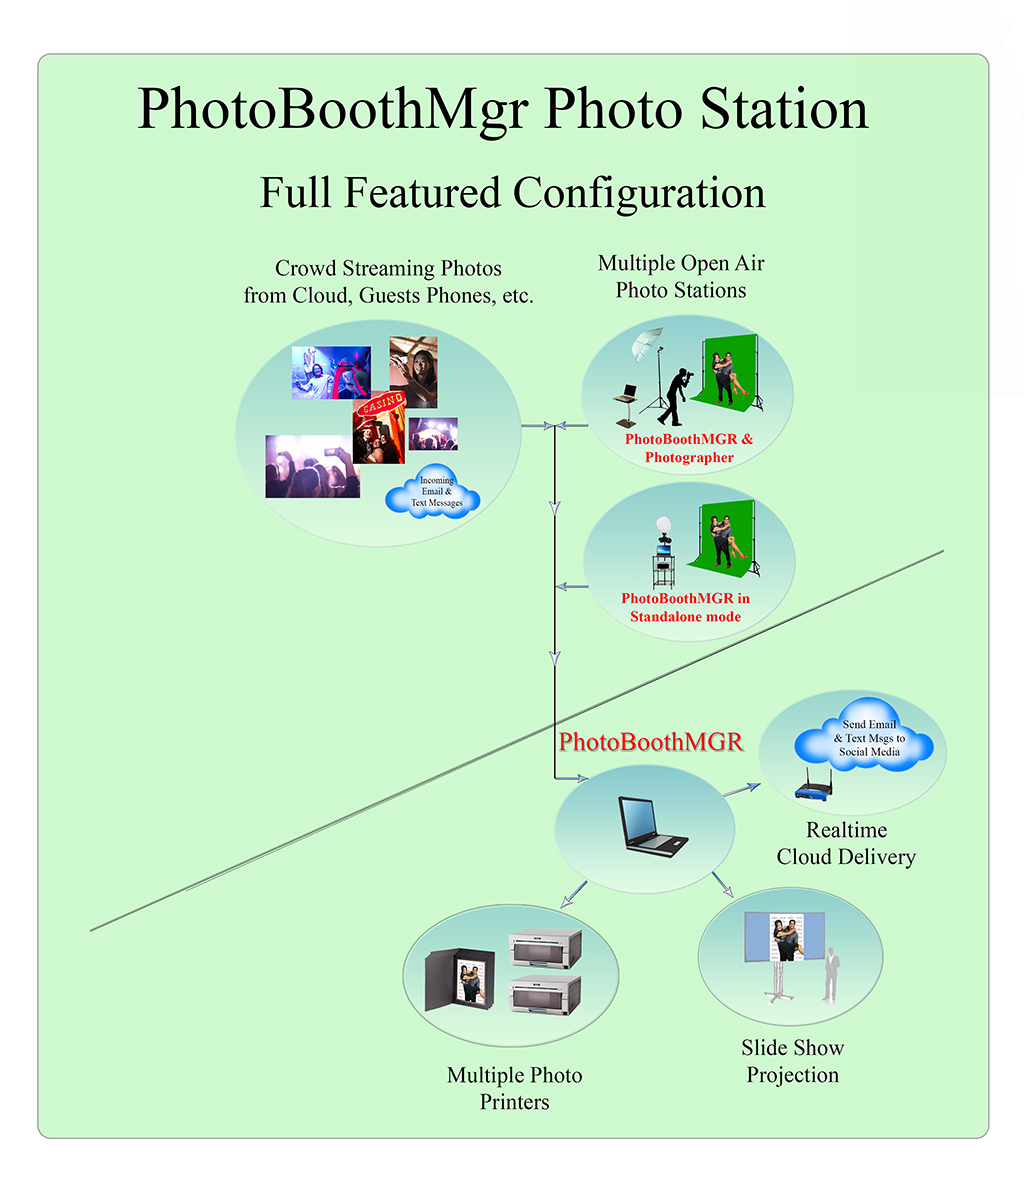 PhotoBoothMgr Photo Station
Full Featured Configuration
Crowd Streaming Photos
from Cloud, Guests Phones, etc.
Multiple Open Air
Photo Stations
CASINO
Incoming
Email &
Text Messages
PhotoBoothMGR &
Photographer
PhotoBoothMGR in
Standalone mode
PhotoBoothMGR
Send Email
& Text Msgs to
Social Media
Realtime
Cloud Delivery
Multiple Photo
Printers
Slide Show
Projection